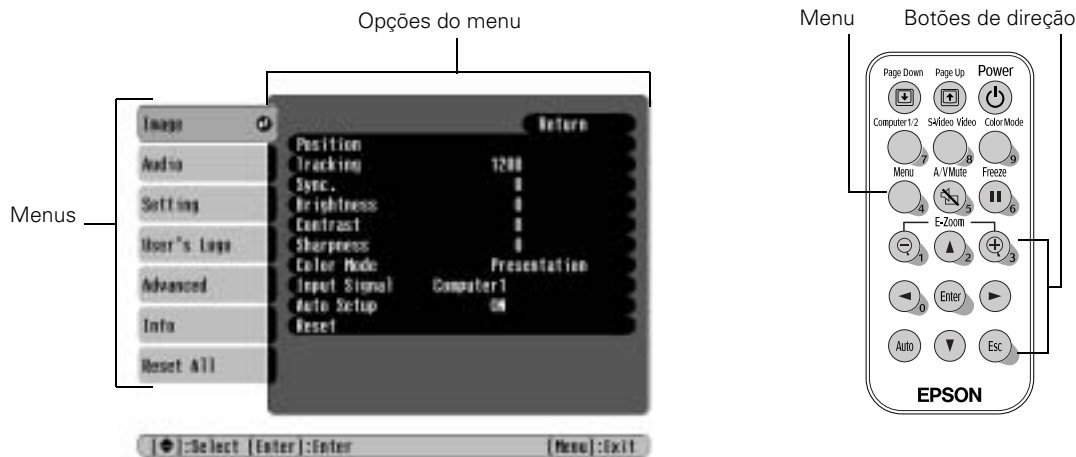 Opções do menu
Menus
Image
Audio
Setting
User's Logo
Advanced
Info
Reset All
Return
Position
Tracking 1288
Sync. 0
Brightness 0
Contrast 0
Sharpness 0
Color Mode Presentation
Input Signal Computer1
Auto Setup ON
Reset
[ ]:Select [Enter]:Enter [Menu]:Exit
Menu Botões de direção
Page Down Page Up Power
Computer1/2 S-Video Video Color Mode
7 8 9
Menu A/V Mute Freeze
4 5 6
E-Zoom
1 2 3
Enter
0
Auto Esc
EPSON